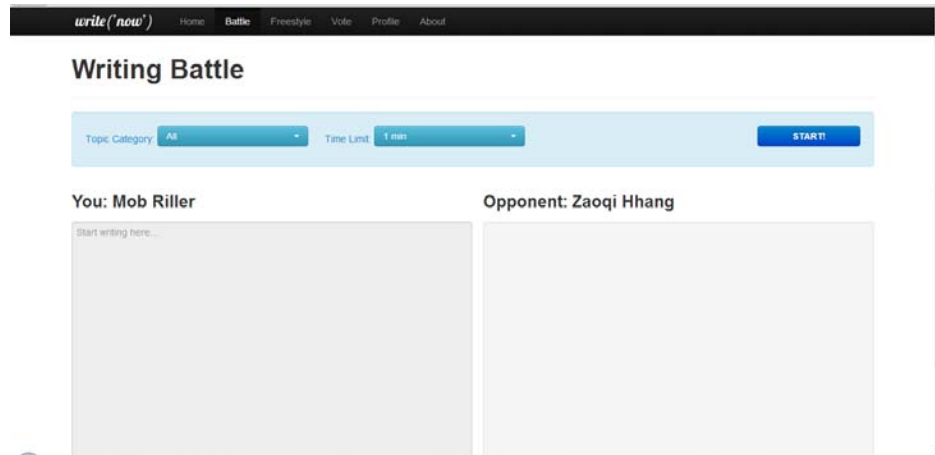 write('now') Home Battle Freestyle Vote Profile About
Writing Battle
Topic Category: All Time Limit: 1 min START!
You: Mob Riller Opponent: Zaoqi Hhang
Start writing here...